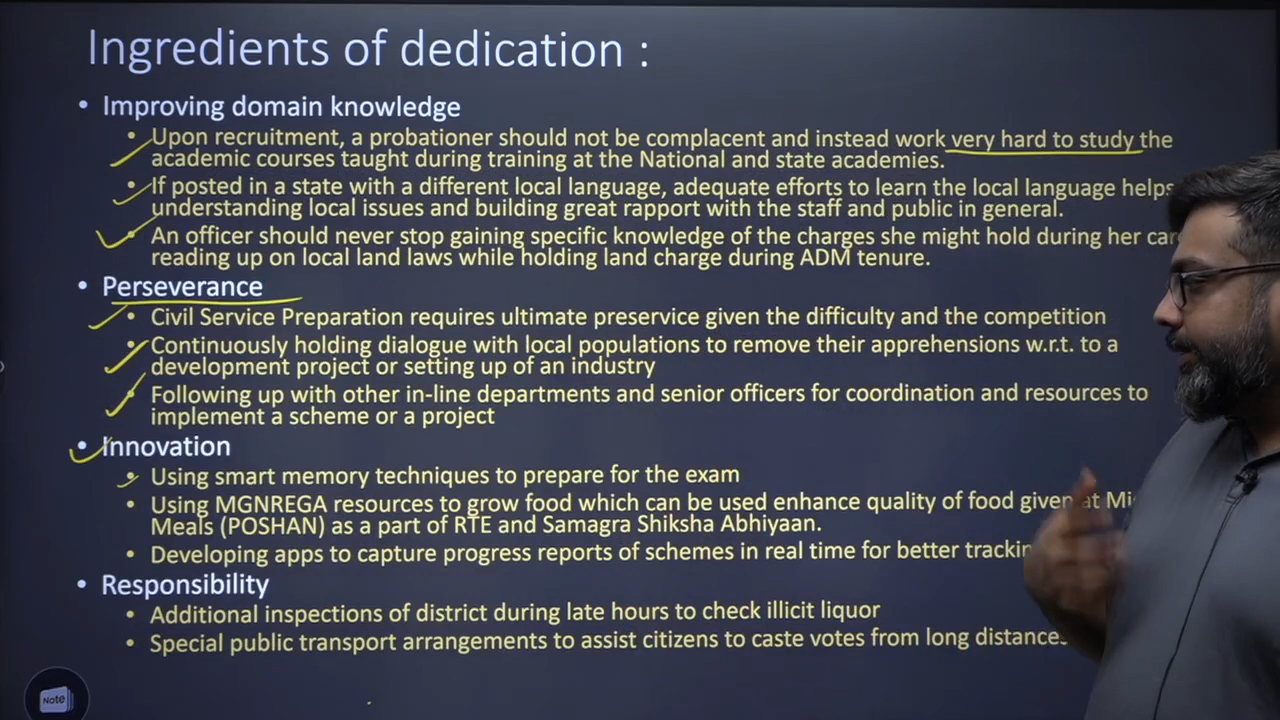 Ingredients of dedication :
• Improving domain knowledge
• Upon recruitment, a probationer should not be complacent and instead work very hard to study the
academic courses taught during training at the National and state academies.
• If posted in a state with a different local language, adequate efforts to learn the local language helps
understanding local issues and building great rapport with the staff and public in general.
• An officer should never stop gaining specific knowledge of the charges she might hold during her
reading up on local land laws while holding land charge during ADM tenure.
• Perseverance
• Civil Service Preparation requires ultimate preservice given the difficulty and the competition
• Continuously holding dialogue with local populations to remove their apprehensions w.r.t. to a
development project or setting up of an industry
• Following up with other in-line departments and senior officers for coordination and resources to
implement a scheme or a project
• Innovation
• Using smart memory techniques to prepare for the exam
• Using MGNREGA resources to grow food which can be used enhance quality of food given at
Meals (POSHAN) as a part of RTE and Samagra Shiksha Abhiyaan.
• Developing apps to capture progress reports of schemes in real time for better
• Responsibility
• Additional inspections of district during late hours to check illicit liquor
• Special public transport arrangements to assist citizens to caste votes from long distances
Note